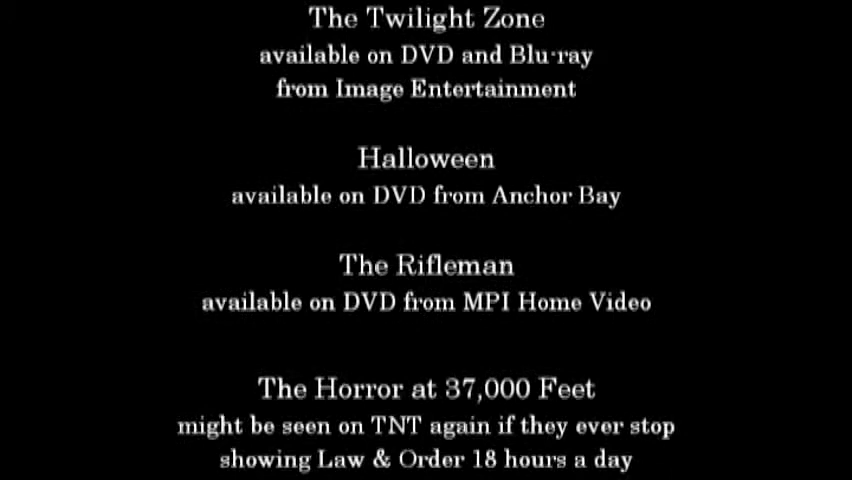 The Twilight Zone
available on DVD and Blu-ray
from Image Entertainment
Halloween
available on DVD from Anchor Bay
The Rifleman
available on DVD from MPI Home Video
The Horror at 37,000 Feet
might be seen on TNT again if they ever stop
showing Law & Order 18 hours a day